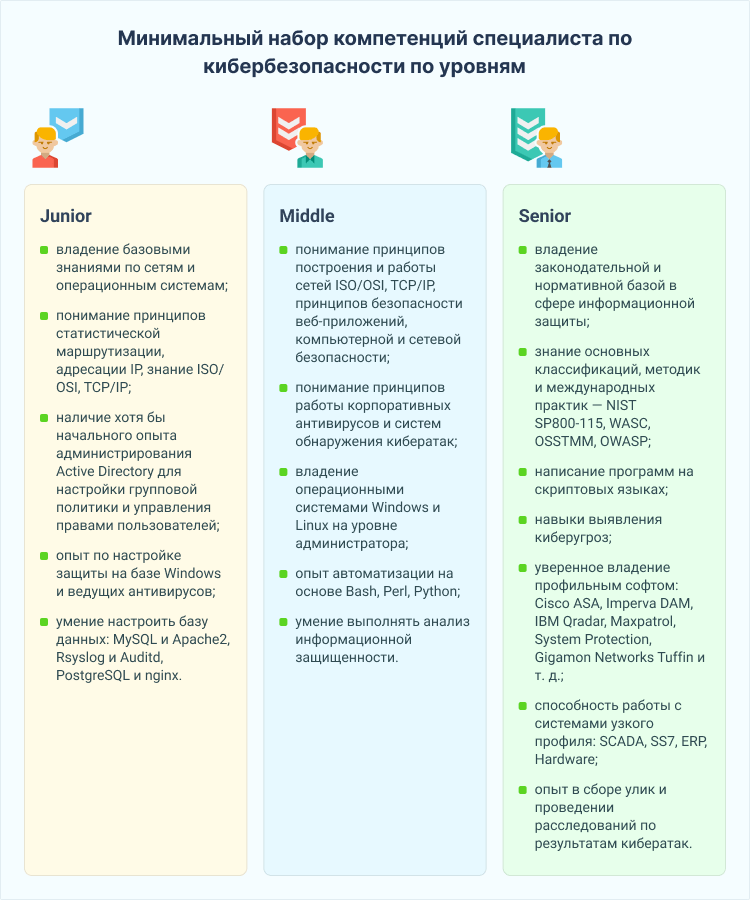 Минимальный набор компетенций специалиста по
кибербезопасности по уровням
Junior
владение базовыми
знаниями по сетям и
операционным системам;
понимание принципов
статистической
маршрутизации,
адресации IP, знание ISO/
OSI, TCP/IP;
наличие хотя бы
начального опыта
администрирования
Active Directory для
настройки групповой
политики и управления
правами пользователей;
опыт по настройке
защиты на базе Windows
и ведущих антивирусов;
умение настроить базу
данных: MySQL и Apache2,
Rsyslog и Auditd,
PostgreSQL и nginx.
Middle
понимание принципов
построения и работы
сетей ISO/OSI, TCP/IP,
принципов безопасности
веб-приложений,
компьютерной и сетевой
безопасности;
понимание принципов
работы корпоративных
антивирусов и систем
обнаружения кибератак;
владение
операционными
системами Windows и
Linux на уровне
администратора;
опыт автоматизации на
основе Bash, Perl, Python;
умение выполнять анализ
информационной
защищенности.
Senior
владение
законодательной и
нормативной базой в
сфере информационной
защиты;
знание основных
классификаций, методик
и международных
практик — NIST
SP800-115, WASC,
OSSTMM, OWASP;
написание программ на
скриптовых языках;
навыки выявления
киберугроз;
уверенное владение
профильным софтом:
Cisco ASA, Imperva DAM,
IBM Qradar, Maxpatrol,
System Protection,
Gigamon Networks Tuffin и
т. д.;
способность работы с
системами узкого
профиля: SCADA, SS7, ERP,
Hardware;
опыт в сборе улик и
проведении
расследований по
результатам кибератак.